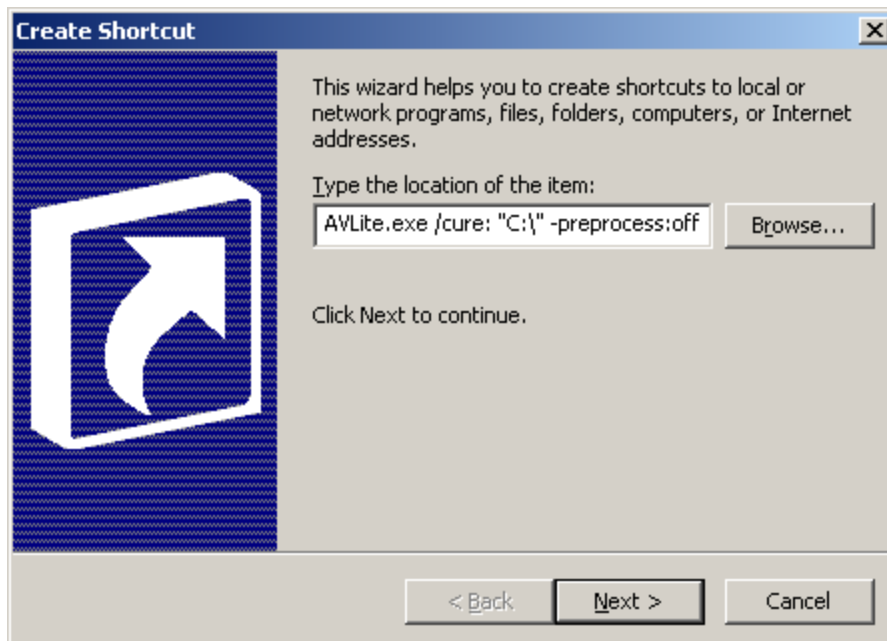 Create Shortcut
This wizard helps you to create shortcuts to local or
network programs, files, folders, computers, or Internet
addresses.
Type the location of the item:
AVLite.exe /cure: "C:\" -preprocess:off
Browse...
Click Next to continue.
< Back
Next >
Cancel